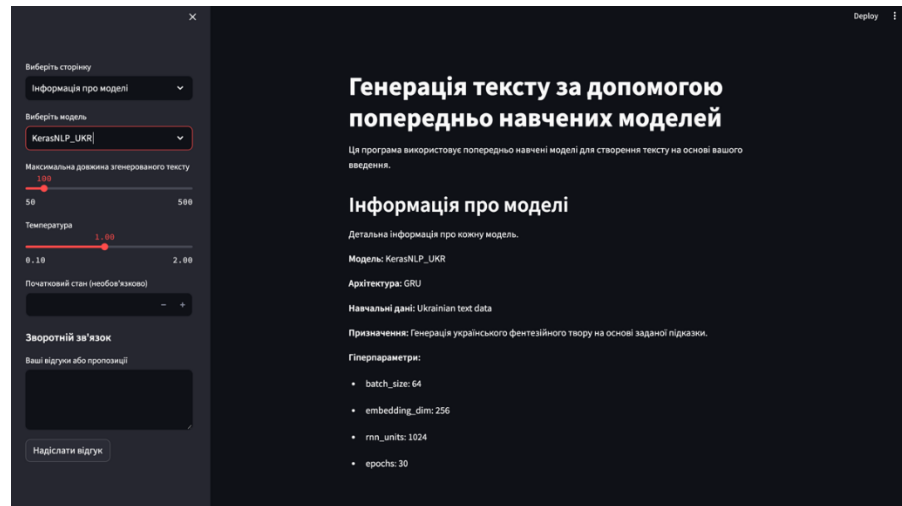 Deploy
Виберіть сторінку
Інформація про моделі
Виберіть модель
KerasNLP_UKR
Максимальна довжина згенерованого тексту
100
50 500
Температура
1.00
0.10 2.00
Початковий стан (необов'язково)
Зворотній зв'язок
Ваші відгуки або пропозиції
Надіслати відгук
Генерація тексту за допомогою
попередньо навчених моделей
Ця програма використовує попередньо навчені моделі для створення тексту на основі вашого
введення.
Інформація про моделі
Детальна інформація про кожну модель.
Модель: KerasNLP_UKR
Архітектура: GRU
Навчальні дані: Ukrainian text data
Призначення: Генерація українського фентезійного твору на основі заданої підказки.
Гіперпараметри:
• batch_size: 64
• embedding_dim: 256
• rnn_units: 1024
• epochs: 30